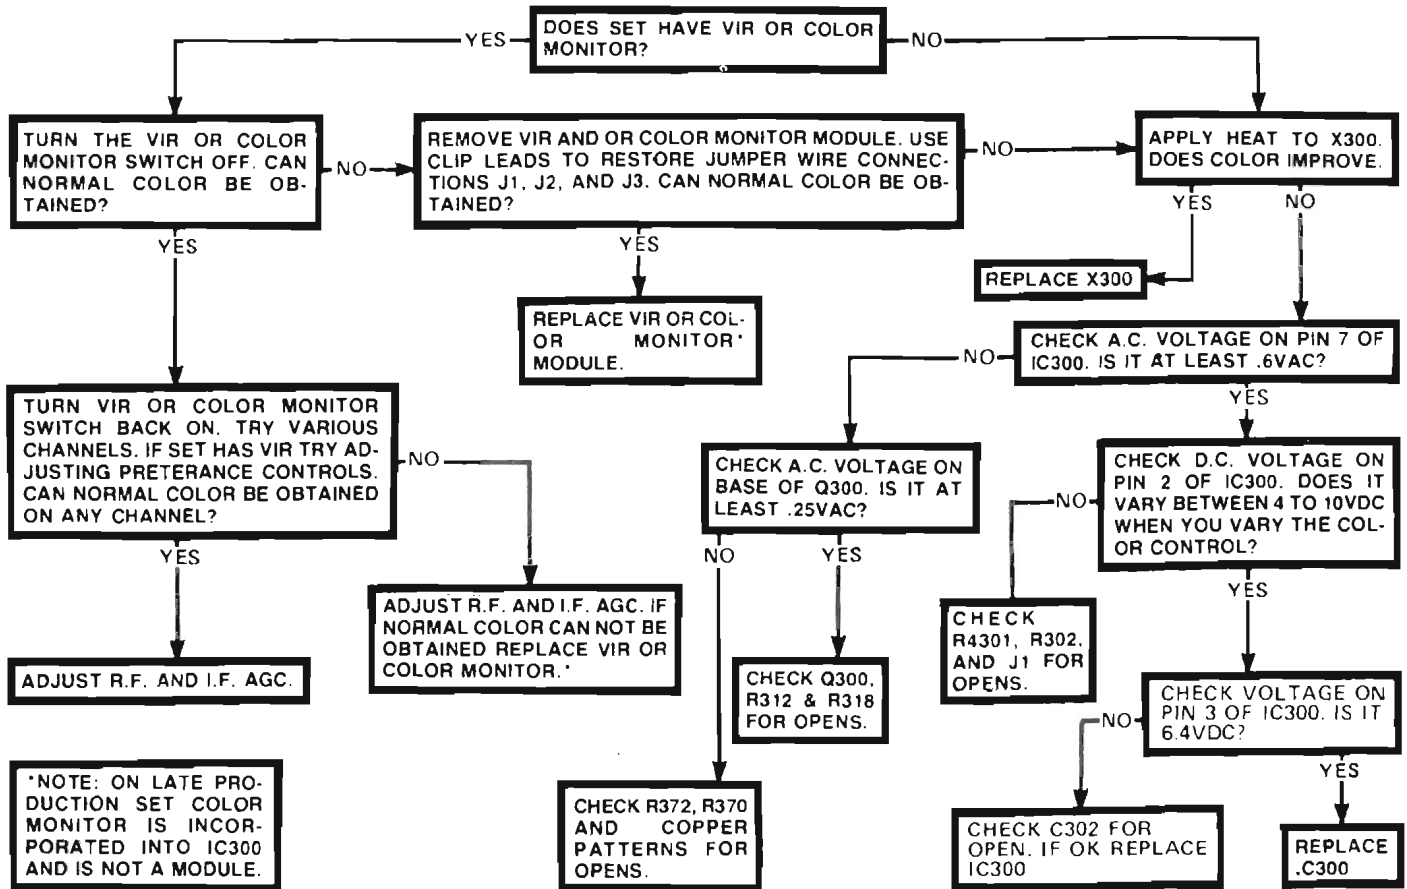 DOES SET HAVE VIR OR COLOR
MONITOR?
YES
NO
TURN THE VIR OR COLOR
MONITOR SWITCH OFF. CAN
NORMAL COLOR BE OB-
TAINED?
NO
REMOVE VIR AND OR COLOR MONITOR MODULE. USE
CLIP LEADS TO RESTORE JUMPER WIRE CONNEC-
TIONS J1, J2, AND J3. CAN NORMAL COLOR BE OB-
TAINED?
NO
APPLY HEAT TO X300.
DOES COLOR IMPROVE.
YES
YES
YES
NO
REPLACE X300
REPLACE VIR OR COL-
OR MONITOR*
MODULE.
CHECK A.C. VOLTAGE ON PIN 7 OF
IC300. IS IT AT LEAST .6VAC?
NO
YES
TURN VIR OR COLOR MONITOR
SWITCH BACK ON. TRY VARIOUS
CHANNELS. IF SET HAS VIR TRY AD-
JUSTING PRETERANCE CONTROLS.
CAN NORMAL COLOR BE OBTAINED
ON ANY CHANNEL?
NO
YES
CHECK A.C. VOLTAGE ON
BASE OF Q300. IS IT AT
LEAST .25VAC?
NO
YES
CHECK D.C. VOLTAGE ON
PIN 2 OF IC300. DOES IT
VARY BETWEEN 4 TO 10VDC
WHEN YOU VARY THE COL-
OR CONTROL?
NO
YES
ADJUST R.F. AND I.F. AGC.
ADJUST R.F. AND I.F. AGC. IF
NORMAL COLOR CAN NOT BE
OBTAINED REPLACE VIR OR
COLOR MONITOR.*
CHECK Q300,
R312 & R318
FOR OPENS.
CHECK
R4301, R302,
AND J1 FOR
OPENS.
CHECK VOLTAGE ON
PIN 3 OF IC300. IS IT
6.4VDC?
NO
YES
*NOTE: ON LATE PRO-
DUCTION SET COLOR
MONITOR IS INCOR-
PORATED INTO IC300
AND IS NOT A MODULE.
CHECK R372, R370
AND COPPER
PATTERNS FOR
OPENS.
CHECK C302 FOR
OPEN. IF OK REPLACE
IC300
REPLACE
.C300